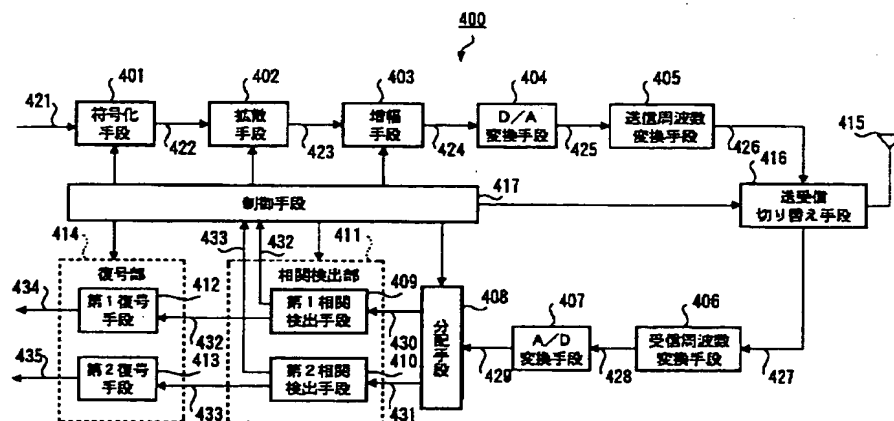 400
401
402
403
404
405
421
符号化
手段
422
拡散
手段
423
増幅
手段
424
D/A
変換手段
425
送信周波数
変換手段
426
415
416
送受信
切り替え手段
417
制御手段
414
433
432
411
復号部
相関検出部
434
412
第1復号
手段
432
409
第1相関
検出手段
430
408
分配手段
407
A/D
変換手段
406
受信周波数
変換手段
435
413
第2復号
手段
433
410
第2相関
検出手段
431
429
428
427